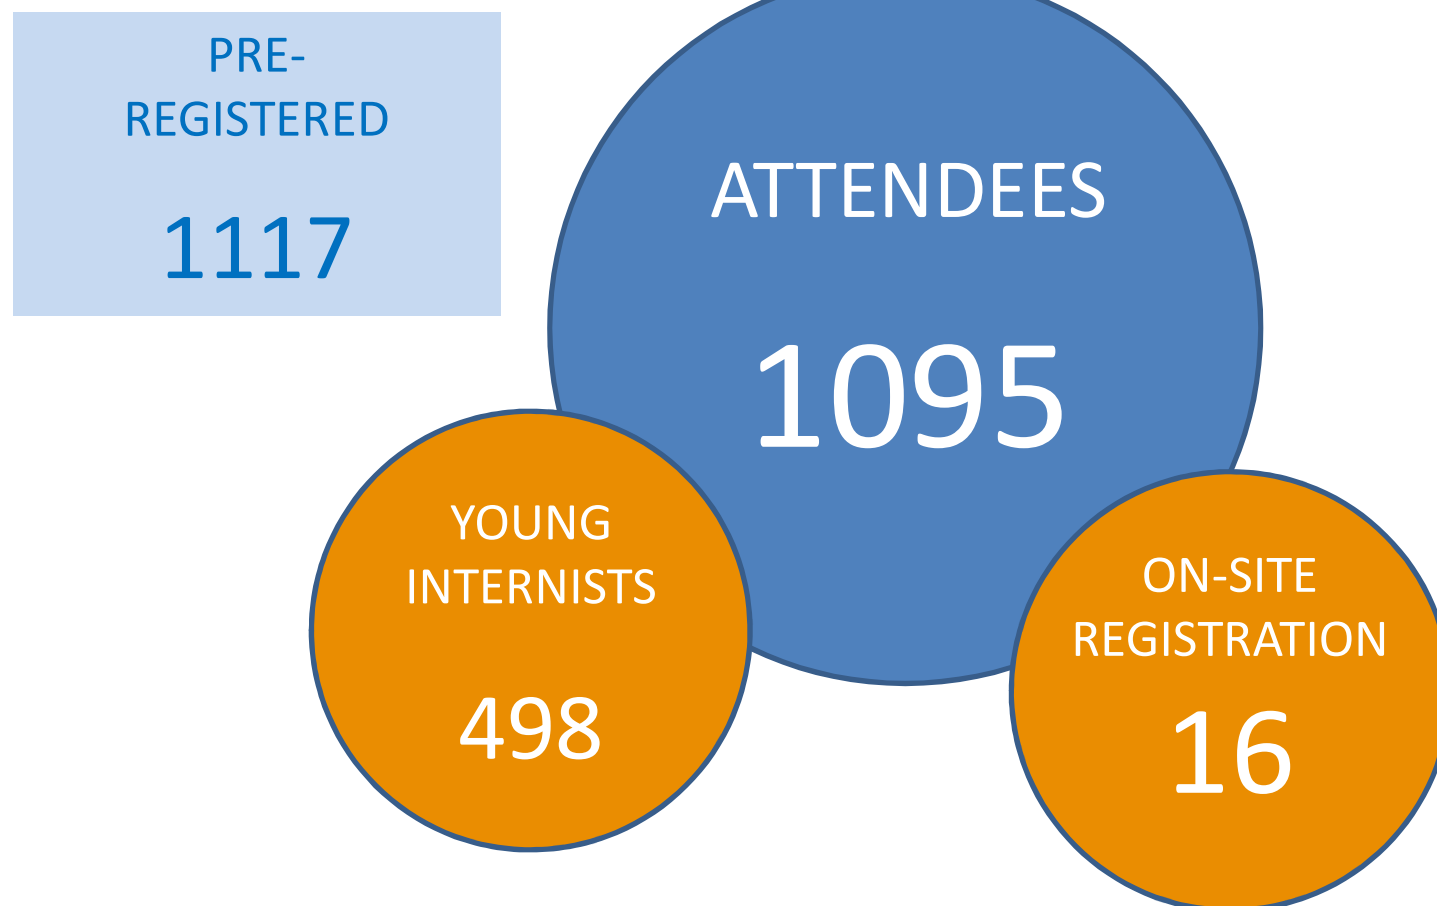 PRE-
REGISTERED
1117
ATTENDEES
1095
YOUNG
INTERNISTS
498
ON-SITE
REGISTRATION
16